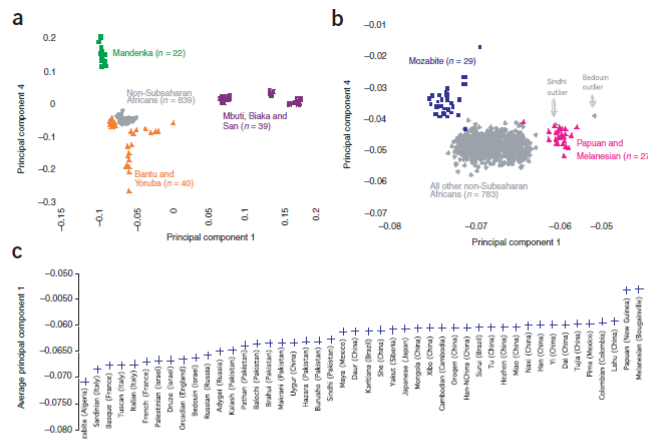 a
0.2
0.1
0
−0.1
−0.2
−0.3
Principal component 4
Mandenka (n = 22)
Non-Subsaharan
Africans (n = 839)
Mbuti, Biaka and
San (n = 39)
Bantu and
Yoruba (n = 40)
−0.15
−0.1
−0.05
0
0.05
0.1
0.15
0.2
Principal component 1
b
−0.01
−0.02
−0.03
−0.04
−0.05
−0.06
−0.07
Principal component 4
Mozabite (n = 29)
Sindhi
outlier
Bedouin
outlier
Papuan and
Melanesian (n = 27
All other non-Subsaharan
Africans (n = 783)
−0.08
−0.07
−0.06
−0.05
Principal component 1
c
Average principal component 1
−0.050
−0.055
−0.060
−0.0650
−0.070
−0.075
−0.080
zabite (Algeria)
Sardinian (Italy)
Basque (France)
Tuscan (Italy)
Italian (Italy)
French (France)
Palestinian (Israel)
Druze (Israel)
Orcadian (England)
Bedouin (Israel)
Russian (Russia)
Adygei (Russia)
Kalash (Pakistan)
Pathan (Pakistan)
Balochi (Pakistan)
Brahui (Pakistan)
Makrani (Pakistan)
Uygur (China)
Hazara (Pakistan)
Burusho (Pakistan)
Sindhi (Pakistan)
Maya (Mexico)
Daur (China)
Karitiana (Brazil)
She (China)
Yakut (Siberia)
Japanese (Japan)
Mongola (China)
Xibo (China)
Cambodian (Cambodia)
Oroqen (China)
Han-NChina (China)
Surui (Brazil)
Tu (China)
Hezhen (China)
Miao (China)
Naxi (China)
Han (China)
Yi (China)
Dai (China)
Tujia (China)
Pima (Mexico)
Colombian (Colombia)
Lahu (China)
Papuan (New Guinea)
Melanesian (Bougainville)